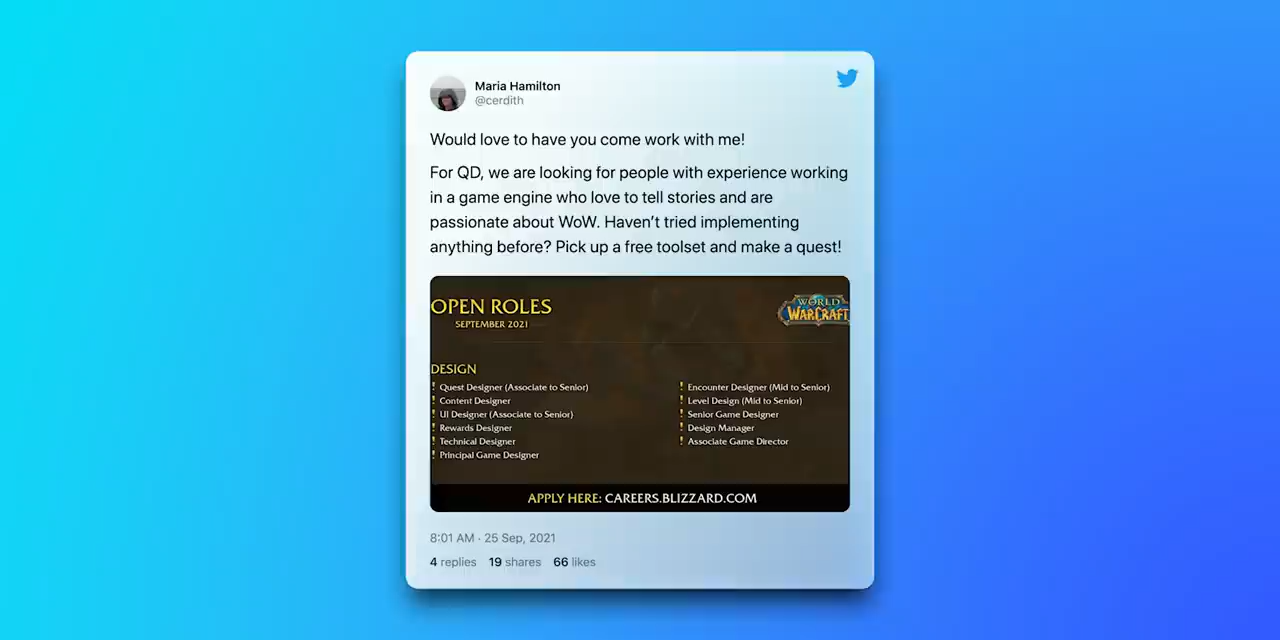 Maria Hamilton
@cerdith
Would love to have you come work with me!
For QD, we are looking for people with experience working
in a game engine who love to tell stories and are
passionate about WoW. Haven’t tried implementing
anything before? Pick up a free toolset and make a quest!
OPEN ROLES
SEPTEMBER 2021
WORLD
WARCRAFT
DESIGN
! Quest Designer (Associate to Senior)
! Content Designer
! UI Designer (Associate to Senior)
! Rewards Designer
! Technical Designer
! Principal Game Designer
! Encounter Designer (Mid to Senior)
! Level Design (Mid to Senior)
! Senior Game Designer
! Design Manager
! Associate Game Director
APPLY HERE: CAREERS.BLIZZARD.COM
8:01 AM · 25 Sep, 2021
4 replies 19 shares 66 likes